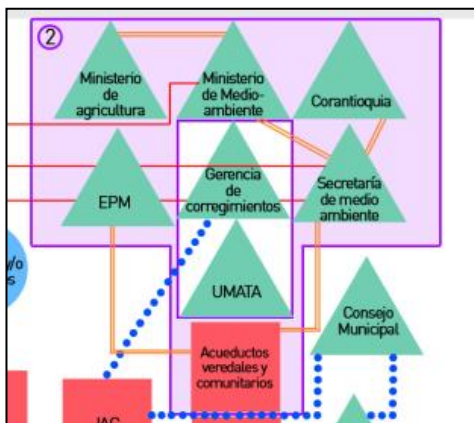 2
Ministerio
de
agricultura
Ministerio
de Medio-
ambiente
Corantioquia
EPM
Gerencia
de
corregimientos
Secretaría
de medio
ambiente
y/o
UMATA
Consejo
Municipal
Acueductos
veredales y
comunitarios
JAC